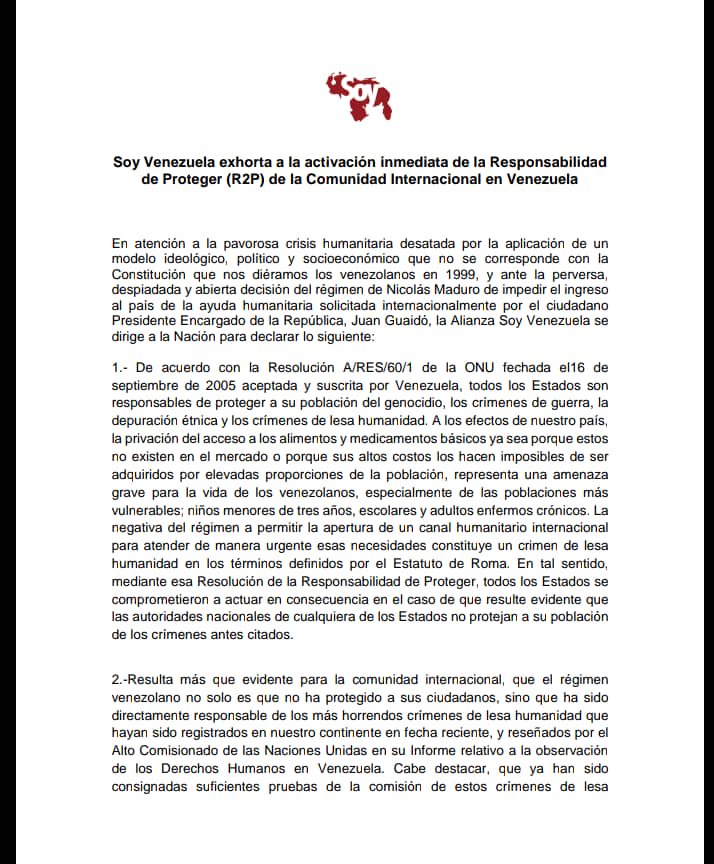 Soy
Soy Venezuela exhorta a la activación inmediata de la Responsabilidad
de Proteger (R2P) de la Comunidad Internacional en Venezuela
En atención a la pavorosa crisis humanitaria desatada por la aplicación de un
modelo ideológico, político y socioeconómico que no se corresponde con la
Constitución que nos diéramos los venezolanos en 1999, y ante la perversa,
despiadada y abierta decisión del régimen de Nicolás Maduro de impedir el ingreso
al país de la ayuda humanitaria solicitada internacionalmente por el ciudadano
Presidente Encargado de la República, Juan Guaidó, la Alianza Soy Venezuela se
dirige a la Nación para declarar lo siguiente:
1.- De acuerdo con la Resolución A/RES/60/1 de la ONU fechada el16 de
septiembre de 2005 aceptada y suscrita por Venezuela, todos los Estados son
responsables de proteger a su población del genocidio, los crímenes de guerra, la
depuración étnica y los crímenes de lesa humanidad. A los efectos de nuestro país,
la privación del acceso a los alimentos y medicamentos básicos ya sea porque estos
no existen en el mercado o porque sus altos costos los hacen imposibles de ser
adquiridos por elevadas proporciones de la población, representa una amenaza
grave para la vida de los venezolanos, especialmente de las poblaciones más
vulnerables; niños menores de tres años, escolares y adultos enfermos crónicos. La
negativa del régimen a permitir la apertura de un canal humanitario internacional
para atender de manera urgente esas necesidades constituye un crimen de lesa
humanidad en los términos definidos por el Estatuto de Roma. En tal sentido,
mediante esa Resolución de la Responsabilidad de Proteger, todos los Estados se
comprometieron a actuar en consecuencia en el caso de que resulte evidente que
las autoridades nacionales de cualquiera de los Estados no protejan a su población
de los crímenes antes citados.
2.-Resulta más que evidente para la comunidad internacional, que el régimen
venezolano no solo es que no ha protegido a sus ciudadanos, sino que ha sido
directamente responsable de los más horrendos crímenes de lesa humanidad que
hayan sido registrados en nuestro continente en fecha reciente, y reseñados por el
Alto Comisionado de las Naciones Unidas en su Informe relativo a la observación
de los Derechos Humanos en Venezuela. Cabe destacar, que ya han sido
consignadas suficientes pruebas de la comisión de estos crímenes de lesa